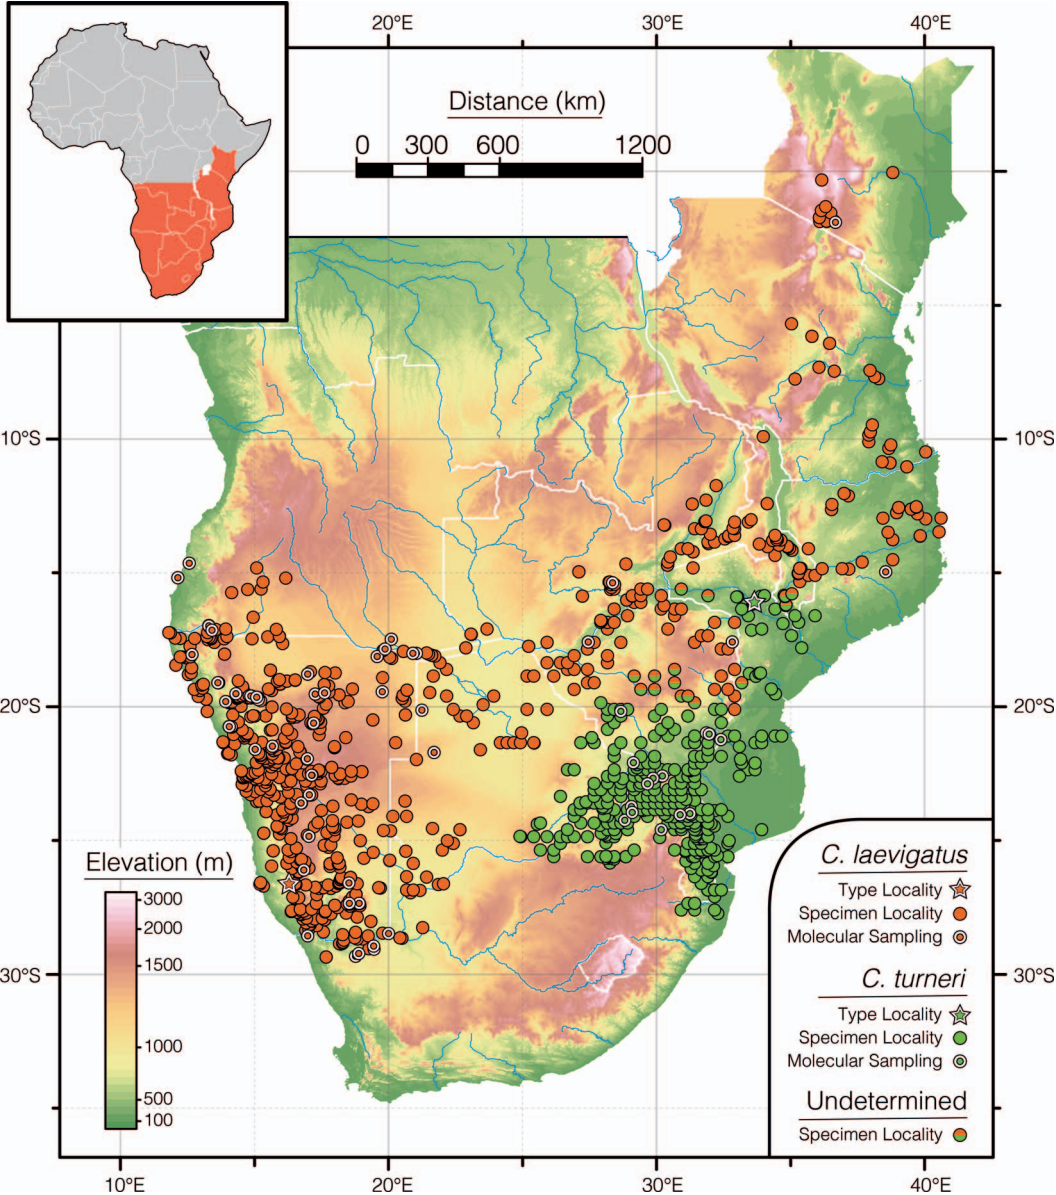 20°E
30°E
40°E
Distance (km)
0
3000
600
1200
10°S
10°S
20°S
20°S
30°S
30°S
Elevation (m)
3000
2000
1500
1000
500
100
C. laevigatus
Type Locality
Specimen Locality
Molecular Sampling
C. turneri
Type Locality
Specimen Locality
Molecular Sampling
Undetermined
Specimen Locality
10°E
20°E
30°E
40°E